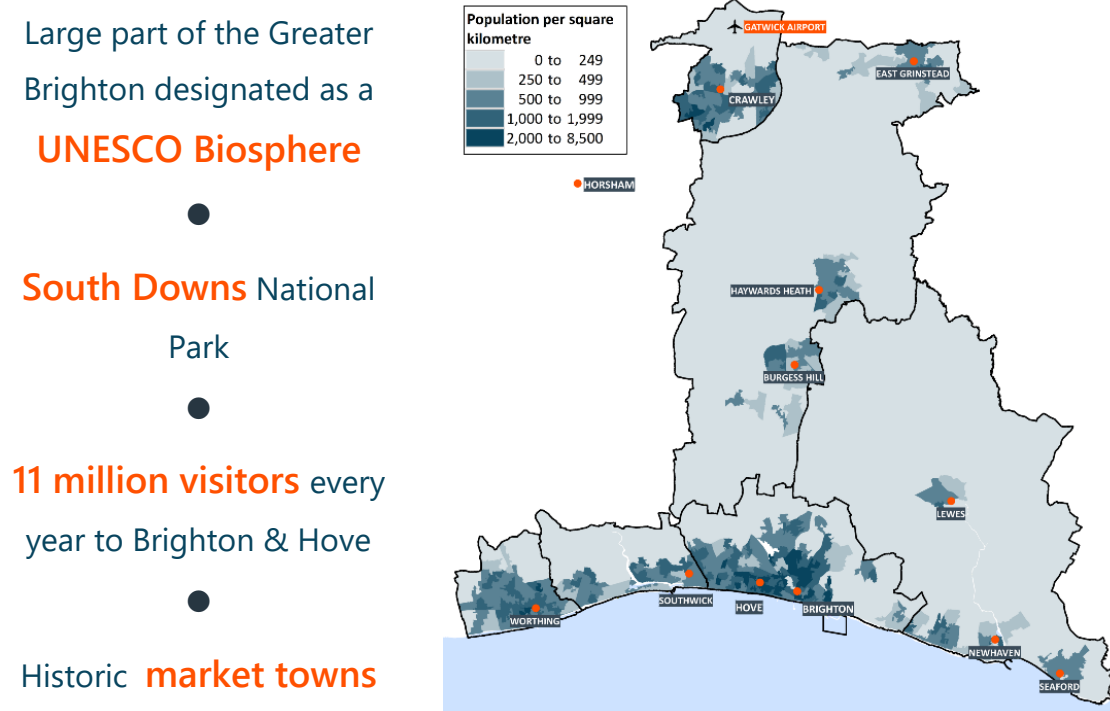 Large part of the Greater
Brighton designated as a
UNESCO Biosphere
●
South Downs National
Park
●
11 million visitors every
year to Brighton & Hove
●
Historic market towns
Population per square
kilometre
0 to 249
250 to 499
500 to 999
1,000 to 1,999
2,000 to 8,500
GATWICK AIRPORT
EAST GRINSTEAD
CRAWLEY
HORSHAM
HAYWARDS HEATH
BURGESS HILL
LEWES
SOUTHWICK
HOVE
BRIGHTON
WORTHING
NEWHAVEN
SEAFORD